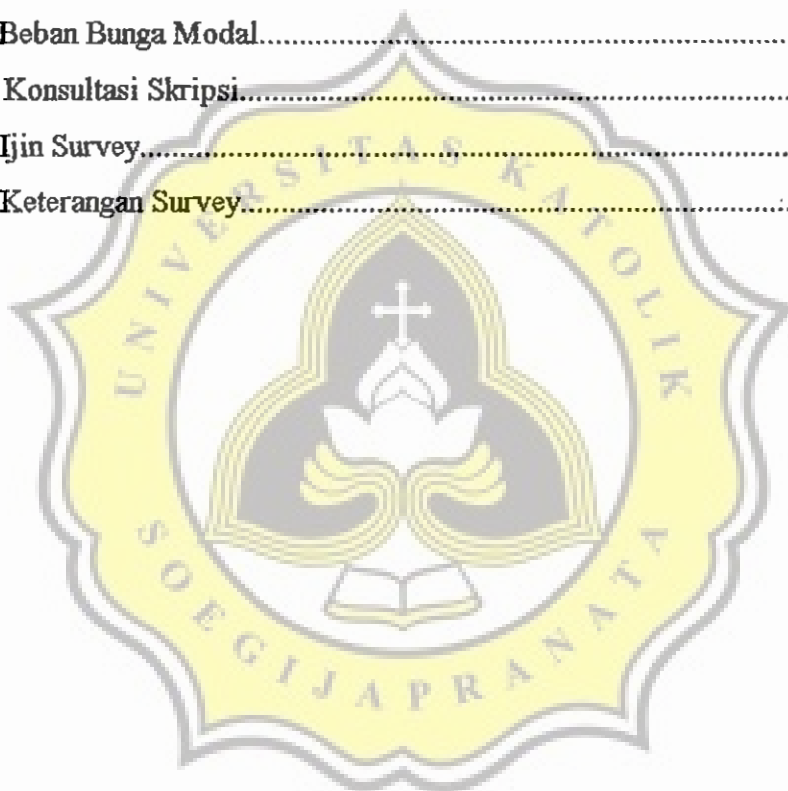 Beban Bunga Modal..............................................................................
Konsultasi Skripsi..................................................................................
Ijin Survey...............................................................................................
Keterangan Survey................................................................................
UNIVERSITAS KATOLIK
SOEGIJAPRANATA